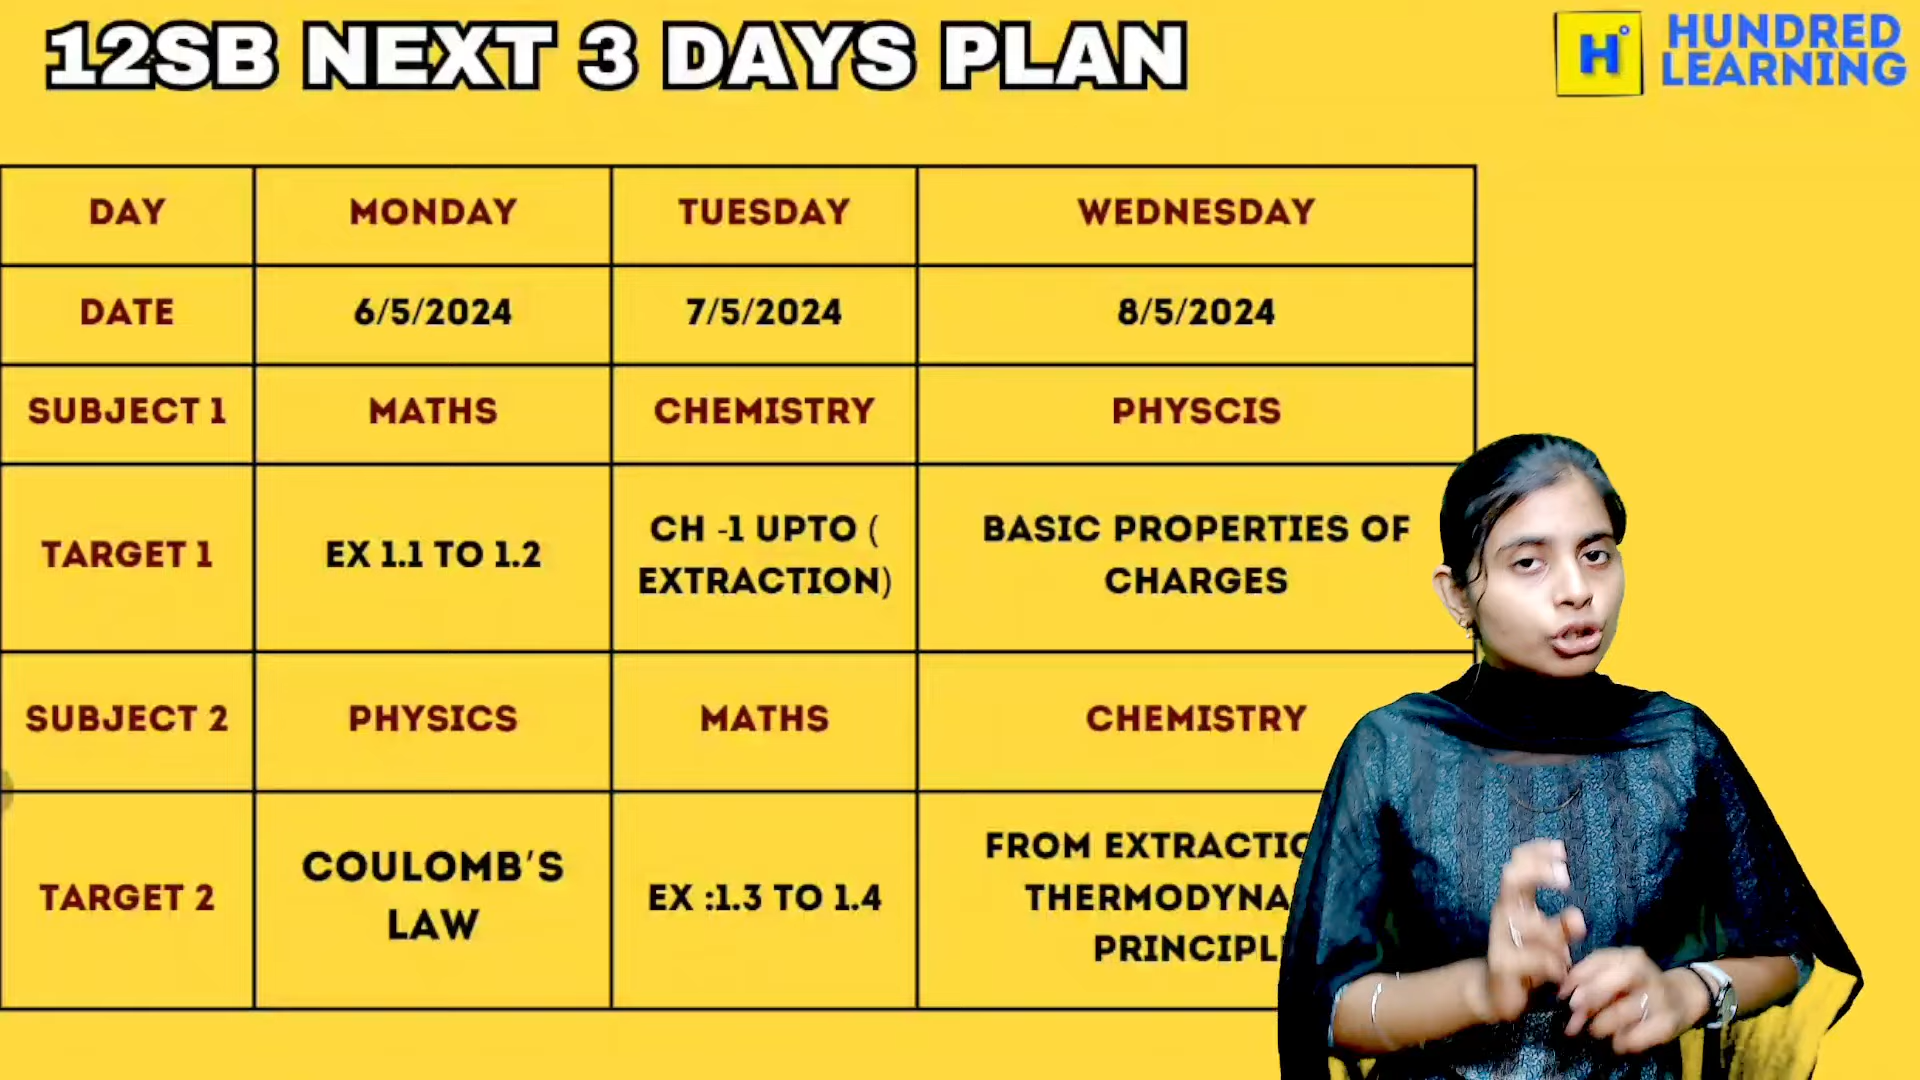 12SB NEXT 3 DAYS PLAN
H°
HUNDRED
LEARNING
DAY
MONDAY
TUESDAY
WEDNESDAY
DATE
6/5/2024
7/5/2024
8/5/2024
SUBJECT 1
MATHS
CHEMISTRY
PHYSCIS
TARGET 1
EX 1.1 TO 1.2
CH -1 UPTO (
EXTRACTION)
BASIC PROPERTIES OF
CHARGES
SUBJECT 2
PHYSICS
MATHS
CHEMISTRY
TARGET 2
COULOMB'S
LAW
EX :1.3 TO 1.4
FROM